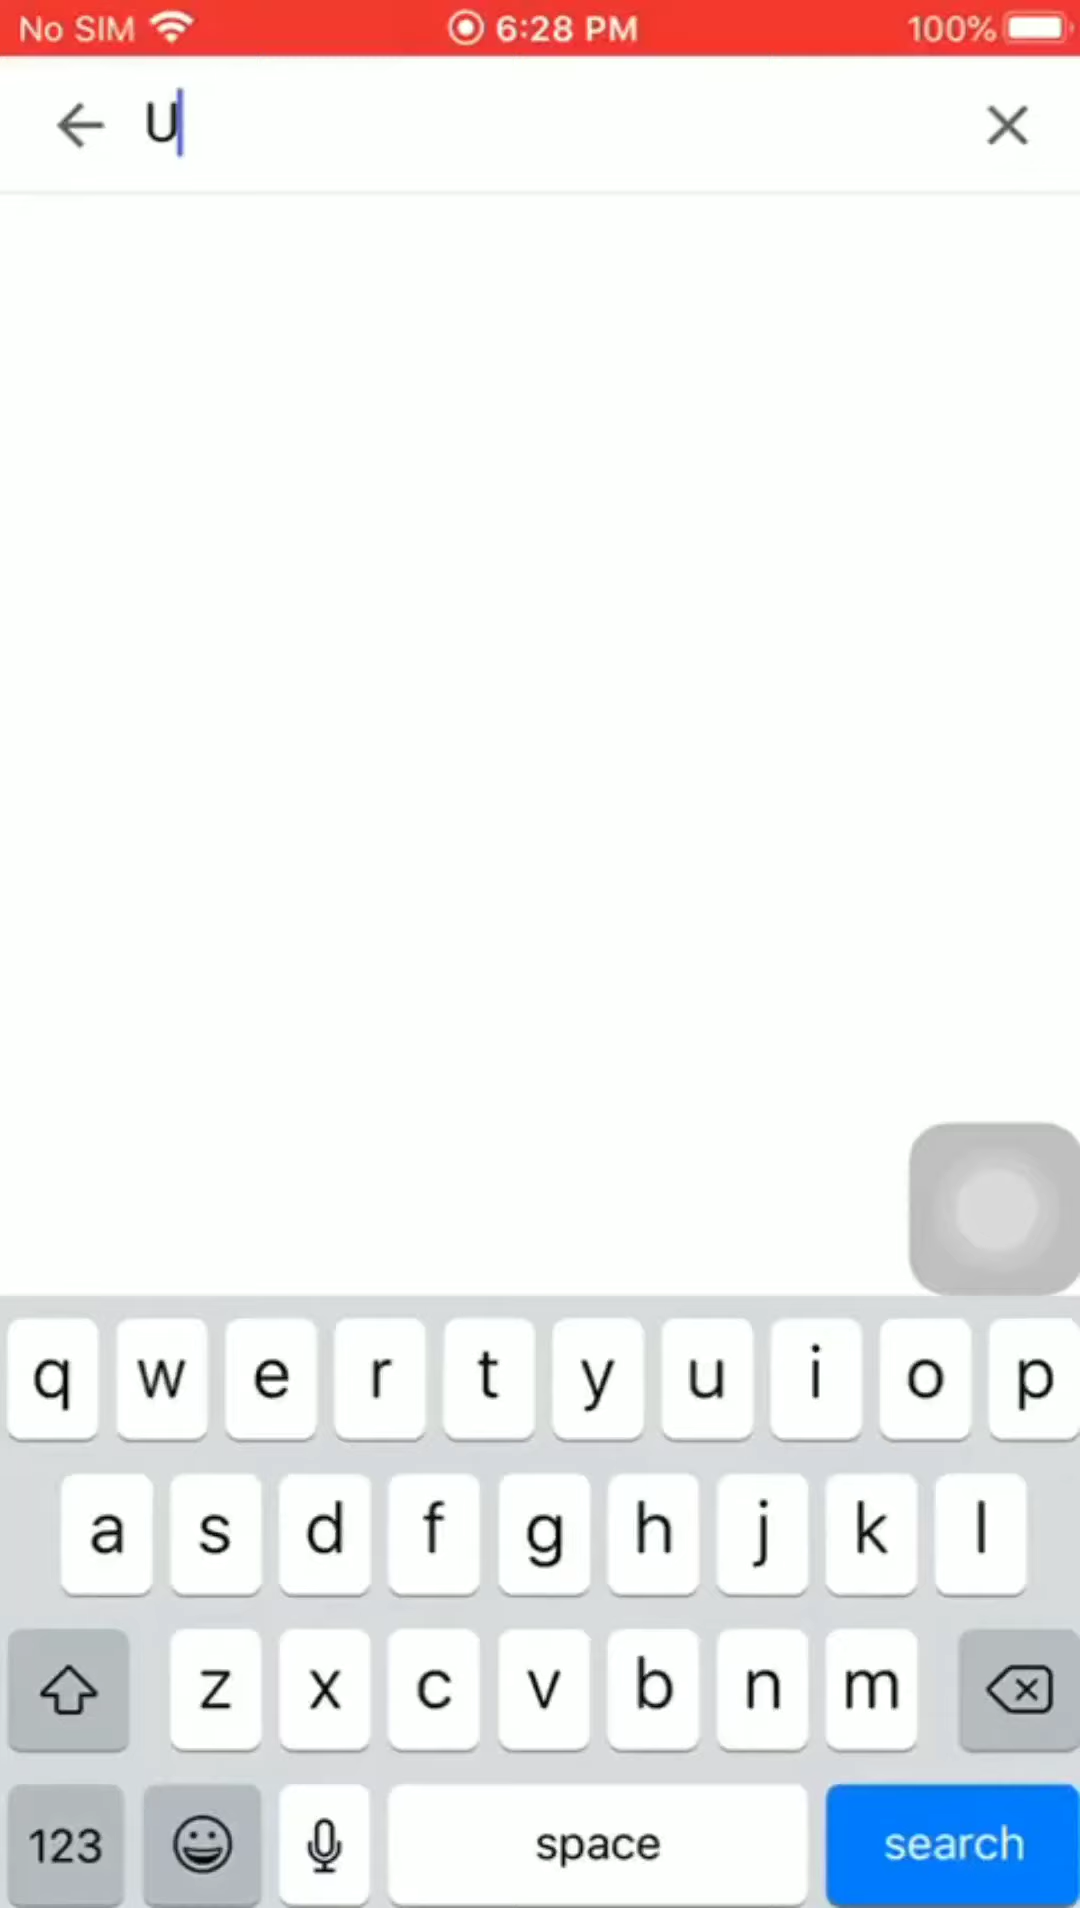 No SIM 6:28 PM 100%
U
q w e r t y u i o p
a s d f g h j k l
z x c v b n m
123 space search